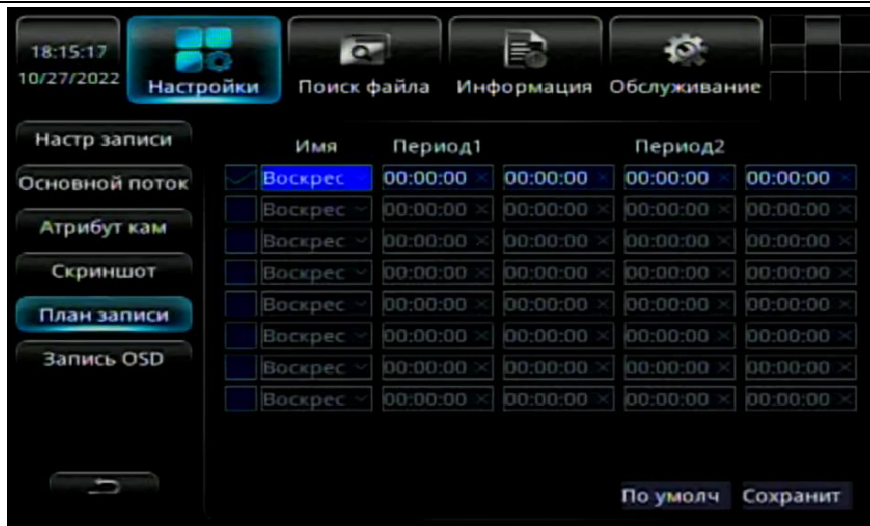 18:15:17
10/27/2022
Настройки Поиск файла Информация Обслуживание
Настр записи
Основной поток
Атрибут кам
Скриншот
План записи
Запись OSD
Имя Период1 Период2
Воскрес 00:00:00 00:00:00 00:00:00 00:00:00
Воскрес 00:00:00 00:00:00 00:00:00 00:00:00
Воскрес 00:00:00 00:00:00 00:00:00 00:00:00
Воскрес 00:00:00 00:00:00 00:00:00 00:00:00
Воскрес 00:00:00 00:00:00 00:00:00 00:00:00
Воскрес 00:00:00 00:00:00 00:00:00 00:00:00
Воскрес 00:00:00 00:00:00 00:00:00 00:00:00
Воскрес 00:00:00 00:00:00 00:00:00 00:00:00
По умолч Сохранит